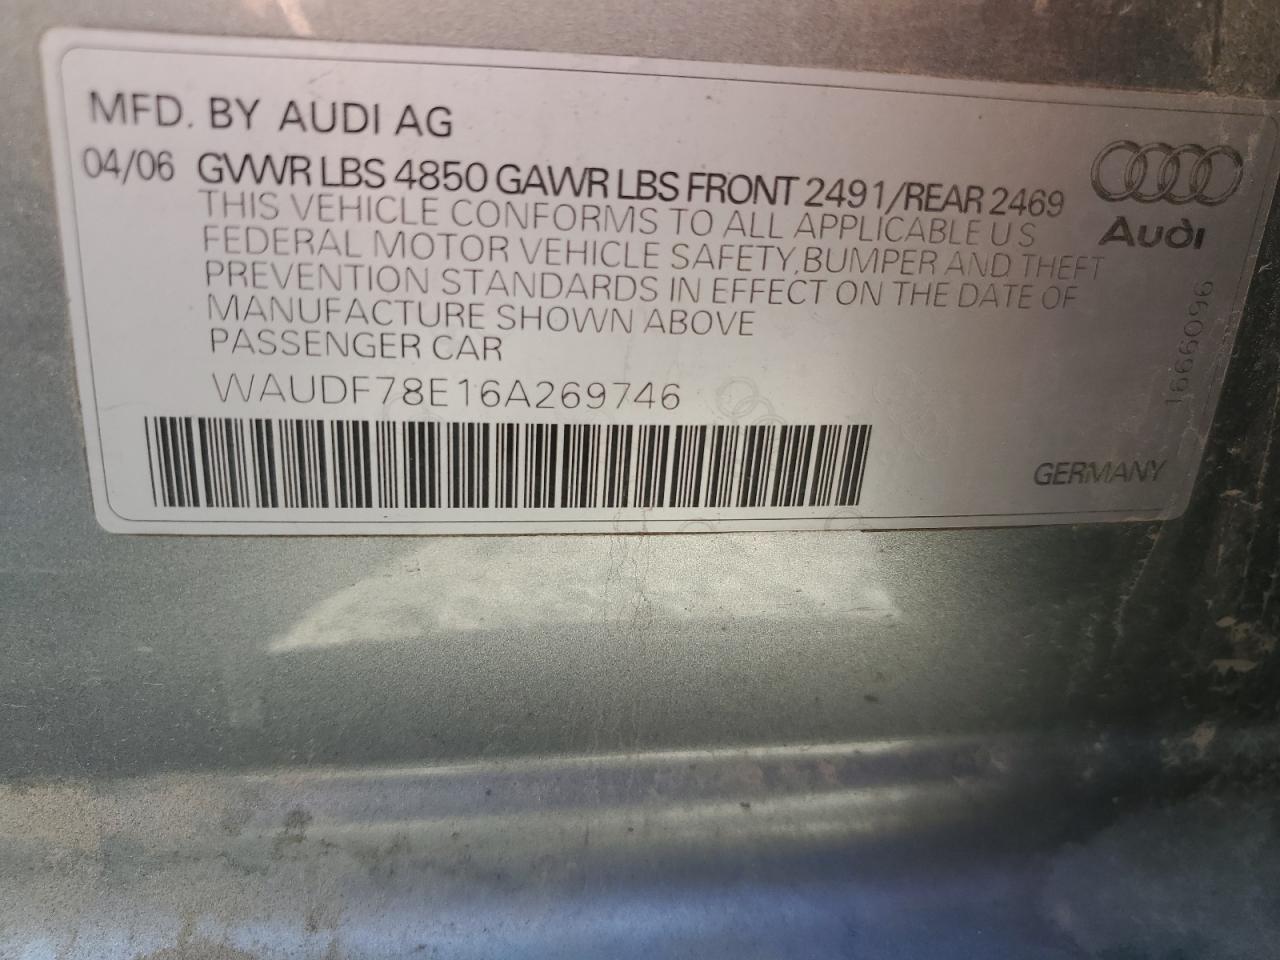 MFD. BY AUDI AG
04/06 GVWR LBS 4850 GAWR LBS FRONT 2491/REAR 2469
THIS VEHICLE CONFORMS TO ALL APPLICABLE U S
FEDERAL MOTOR VEHICLE SAFETY, BUMPER AND THEFT
PREVENTION STANDARDS IN EFFECT ON THE DATE OF
MANUFACTURE SHOWN ABOVE
PASSENGER CAR
WAUDF78E16A269746
Audi
1666096
GERMANY